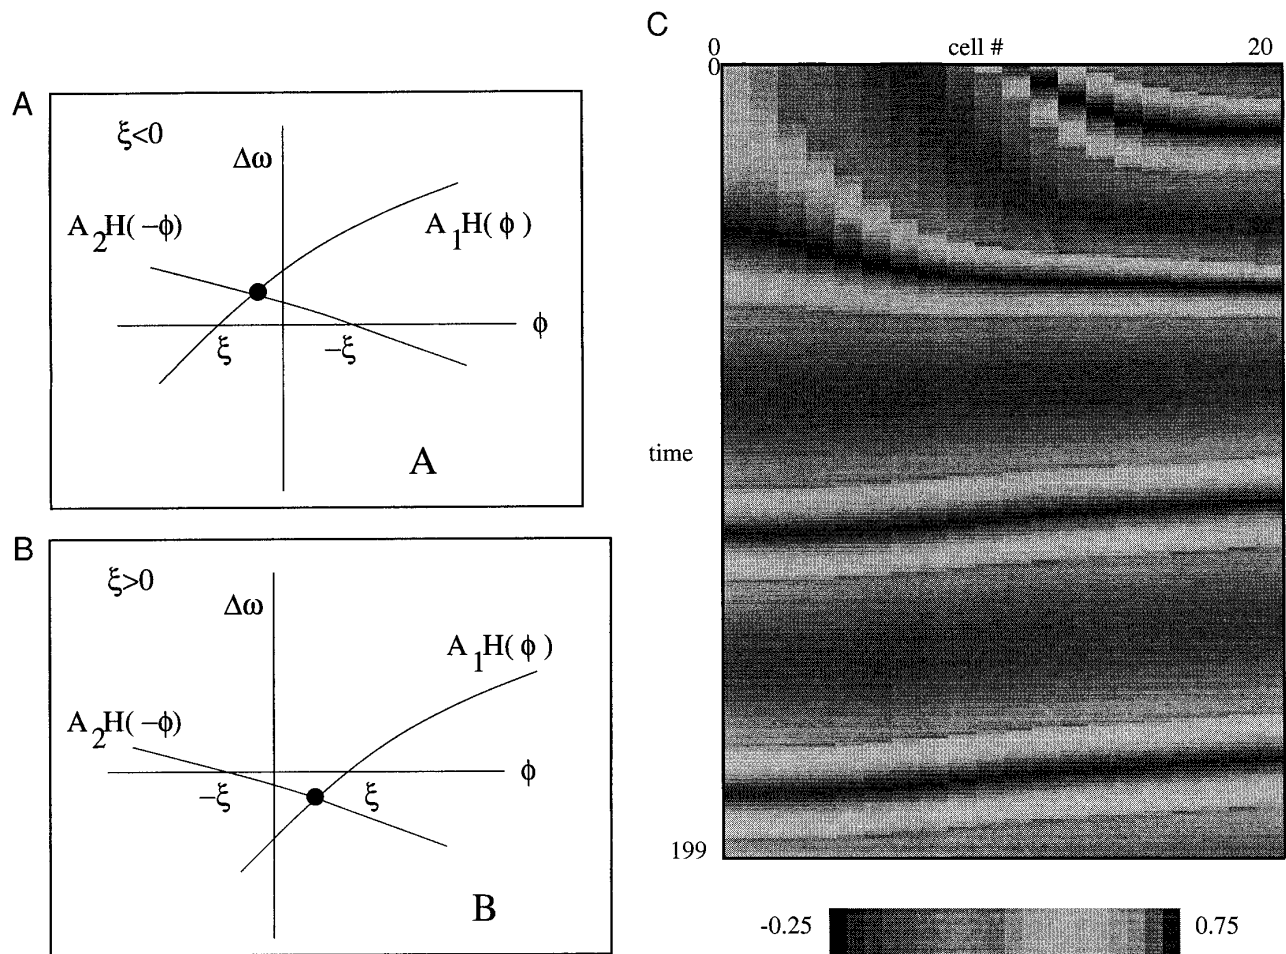 A
ξ<0
Δω
A₂H(−φ)
A₁H(φ)
φ
ξ
−ξ
A
B
ξ>0
Δω
A₁H(φ)
A₂H(−φ)
φ
−ξ
ξ
B
C
0 cell # 20
0
time
199
-0.25 0.75